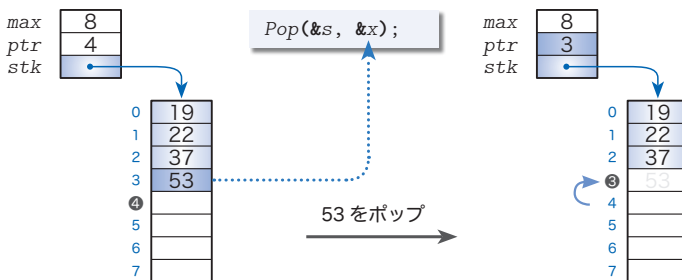 max 8
ptr 4
stk
0 19
1 22
2 37
3 53
4
5
6
7
Pop(&s, &x);
53 をポップ
max 8
ptr 3
stk
0 19
1 22
2 37
3 53
4
5
6
7